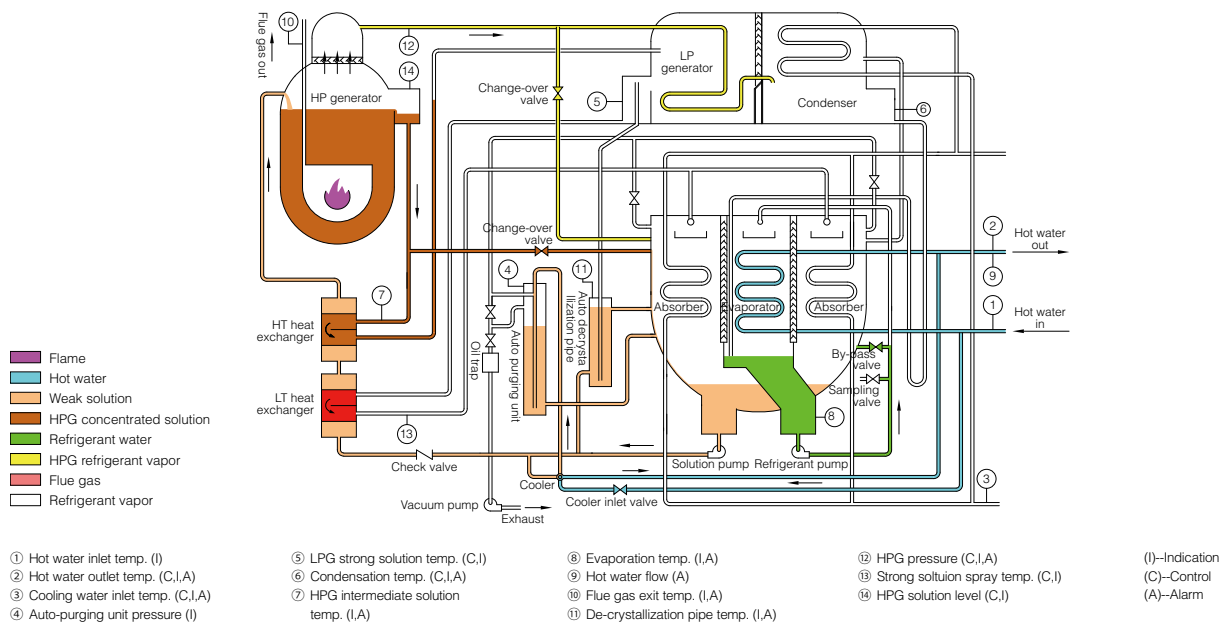 Flue gas out
10
12
14
HP generator
Change-over
valve
5
LP
generator
Condenser
6
Change-over
valve
4
11
Auto decrysta
llization pipe
Absorber
Evaporator
Absorber
2
Hot water
out
9
1
Hot water
in
7
HT heat
exchanger
Oil trap
Auto purging unit
By-pass
valve
Sampling
valve
LT heat
exchanger
13
8
Check valve
Solution pump
Refrigerant pump
Cooler
Cooler inlet valve
3
Vacuum pump
Exhaust
Flame
Hot water
Weak solution
HPG concentrated solution
Refrigerant water
HPG refrigerant vapor
Flue gas
Refrigerant vapor
① Hot water inlet temp. (I)
② Hot water outlet temp. (C,I,A)
③ Cooling water inlet temp. (C,I,A)
④ Auto-purging unit pressure (I)
⑤ LPG strong solution temp. (C,I)
⑥ Condensation temp. (C,I,A)
⑦ HPG intermediate solution
temp. (I,A)
⑧ Evaporation temp. (I,A)
⑨ Hot water flow (A)
⑩ Flue gas exit temp. (I,A)
⑪ De-crystallization pipe temp. (I,A)
⑫ HPG pressure (C,I,A)
⑬ Strong soltuion spray temp. (C,I)
⑭ HPG solution level (C,I)
(I)--Indication
(C)--Control
(A)--Alarm